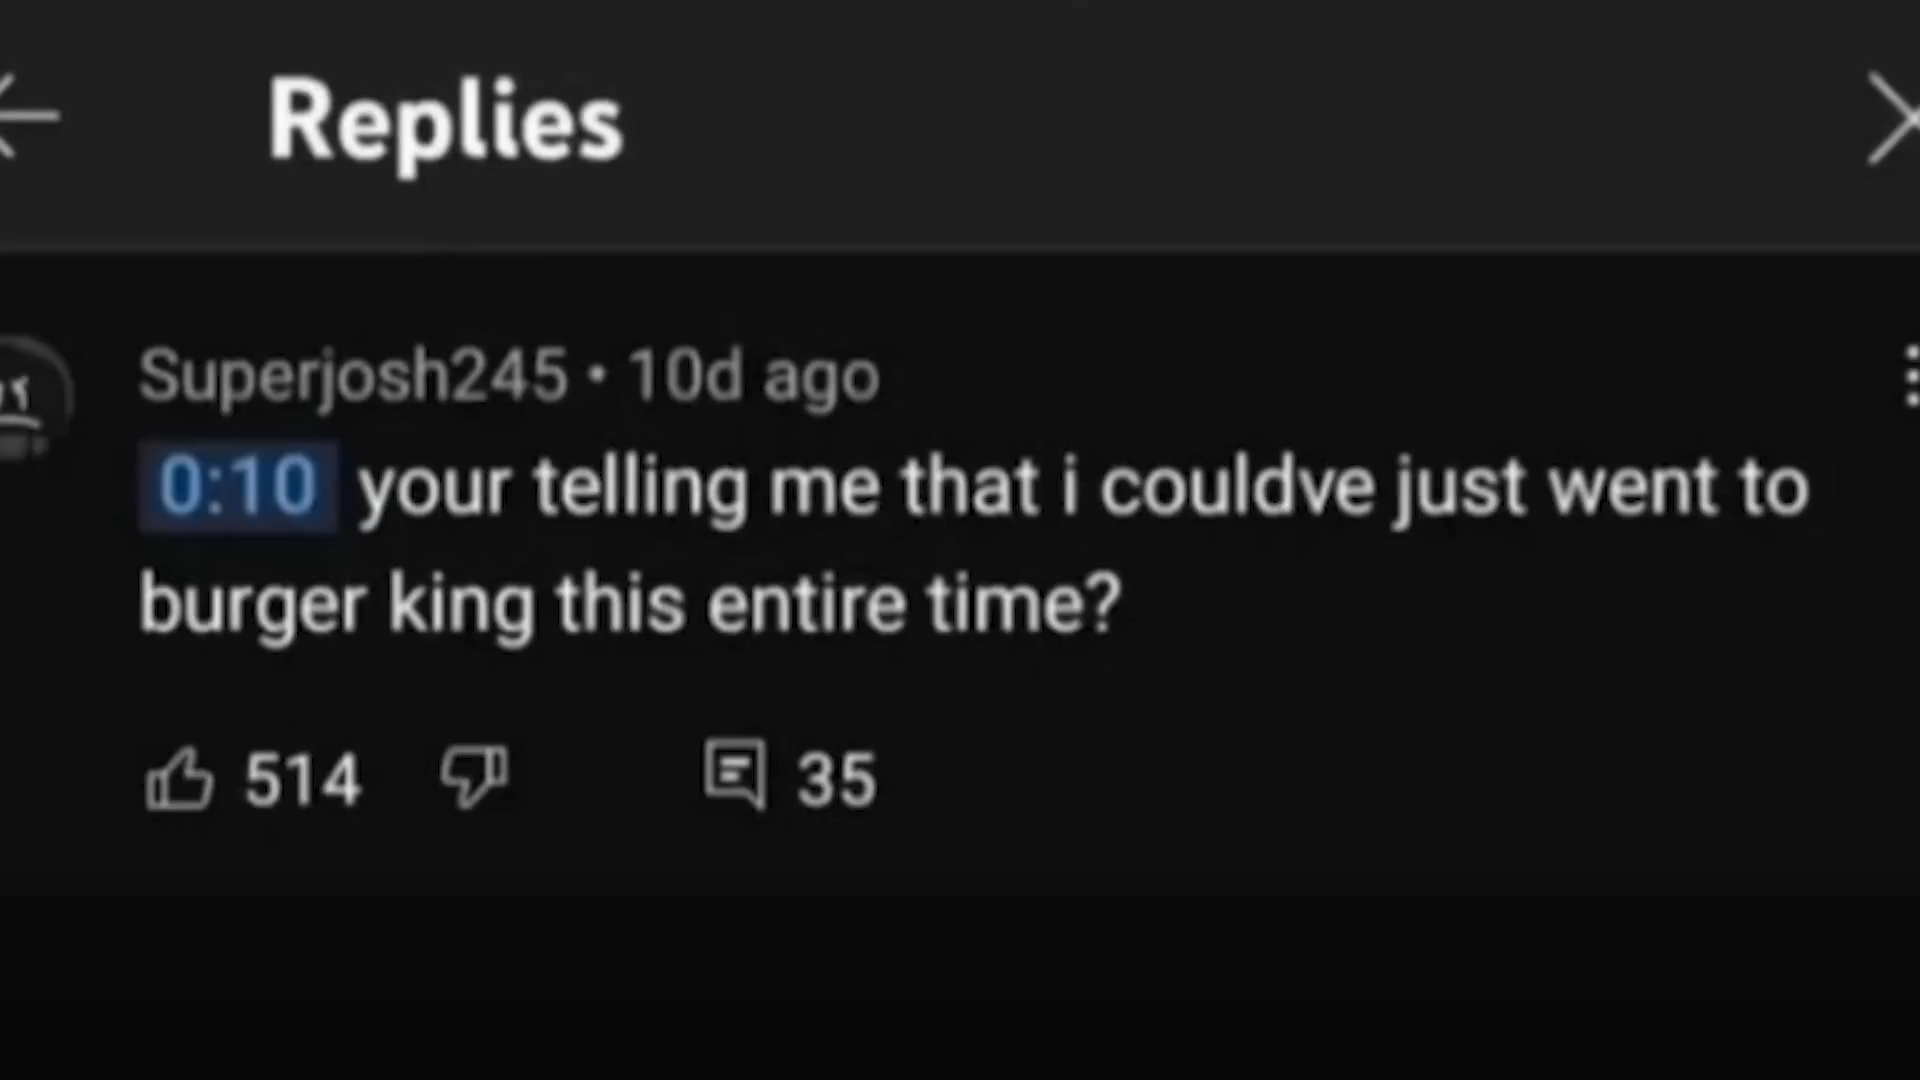 Replies
Superjosh245 • 10d ago
0:10 your telling me that i couldve just went to
burger king this entire time?
514 35